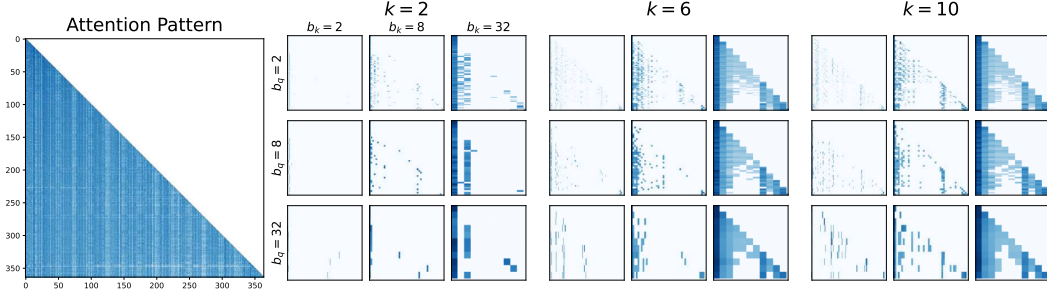 Attention Pattern
0
50
100
150
200
250
300
350
0 50 100 150 200 250 300 350
k = 2
k = 6
k = 10
b_k = 2 b_k = 8 b_k = 32
b_q = 2
b_q = 8
b_q = 32